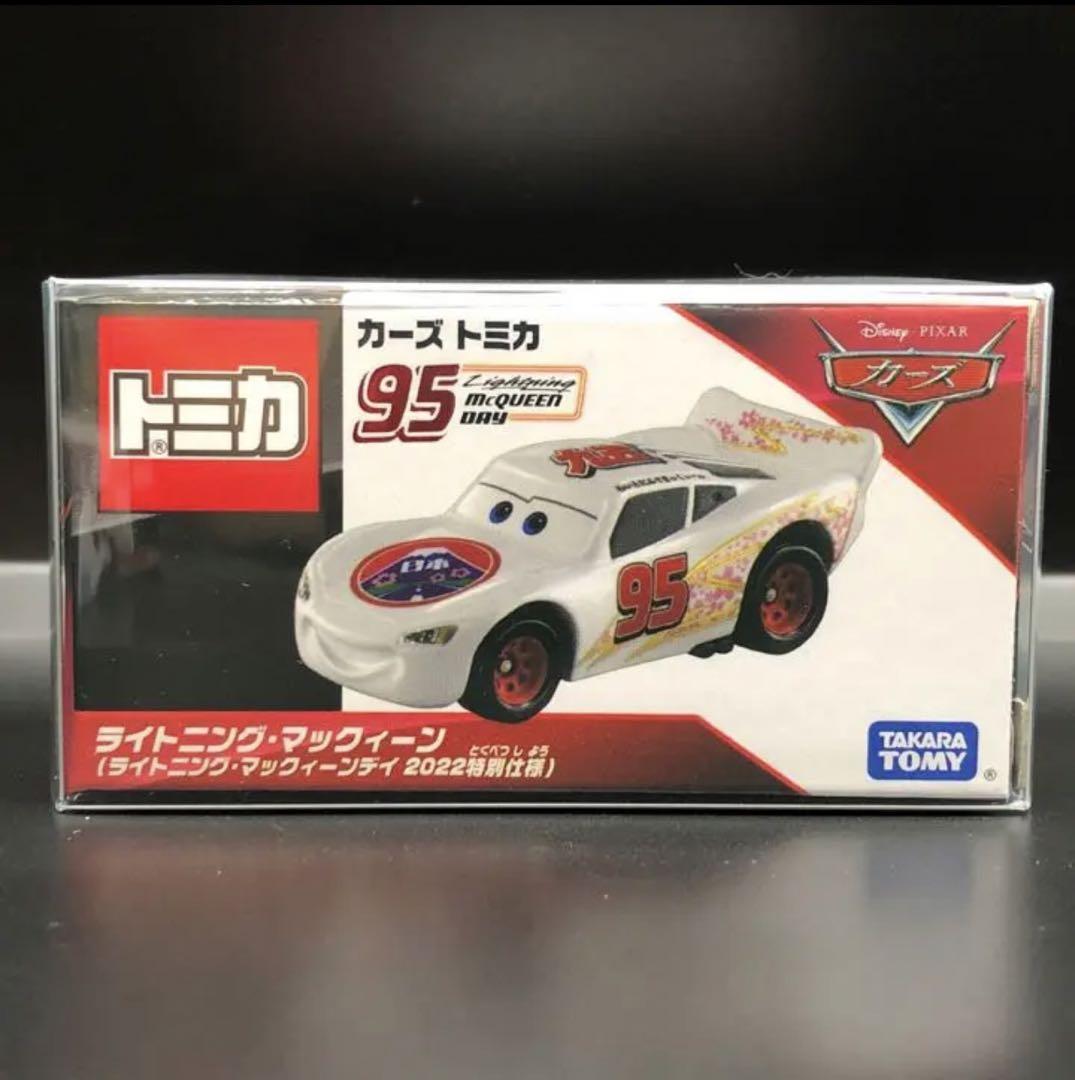 トミカ
®
カーズ トミカ
95
Lightning
McQUEEN
DAY
DISNEY · PIXAR
カーズ
日本
95
ライトニング・マックィーン
とくべつ し よう
(ライトニング・マックィーンデイ 2022特別仕様)
TAKARA
TOMY
®